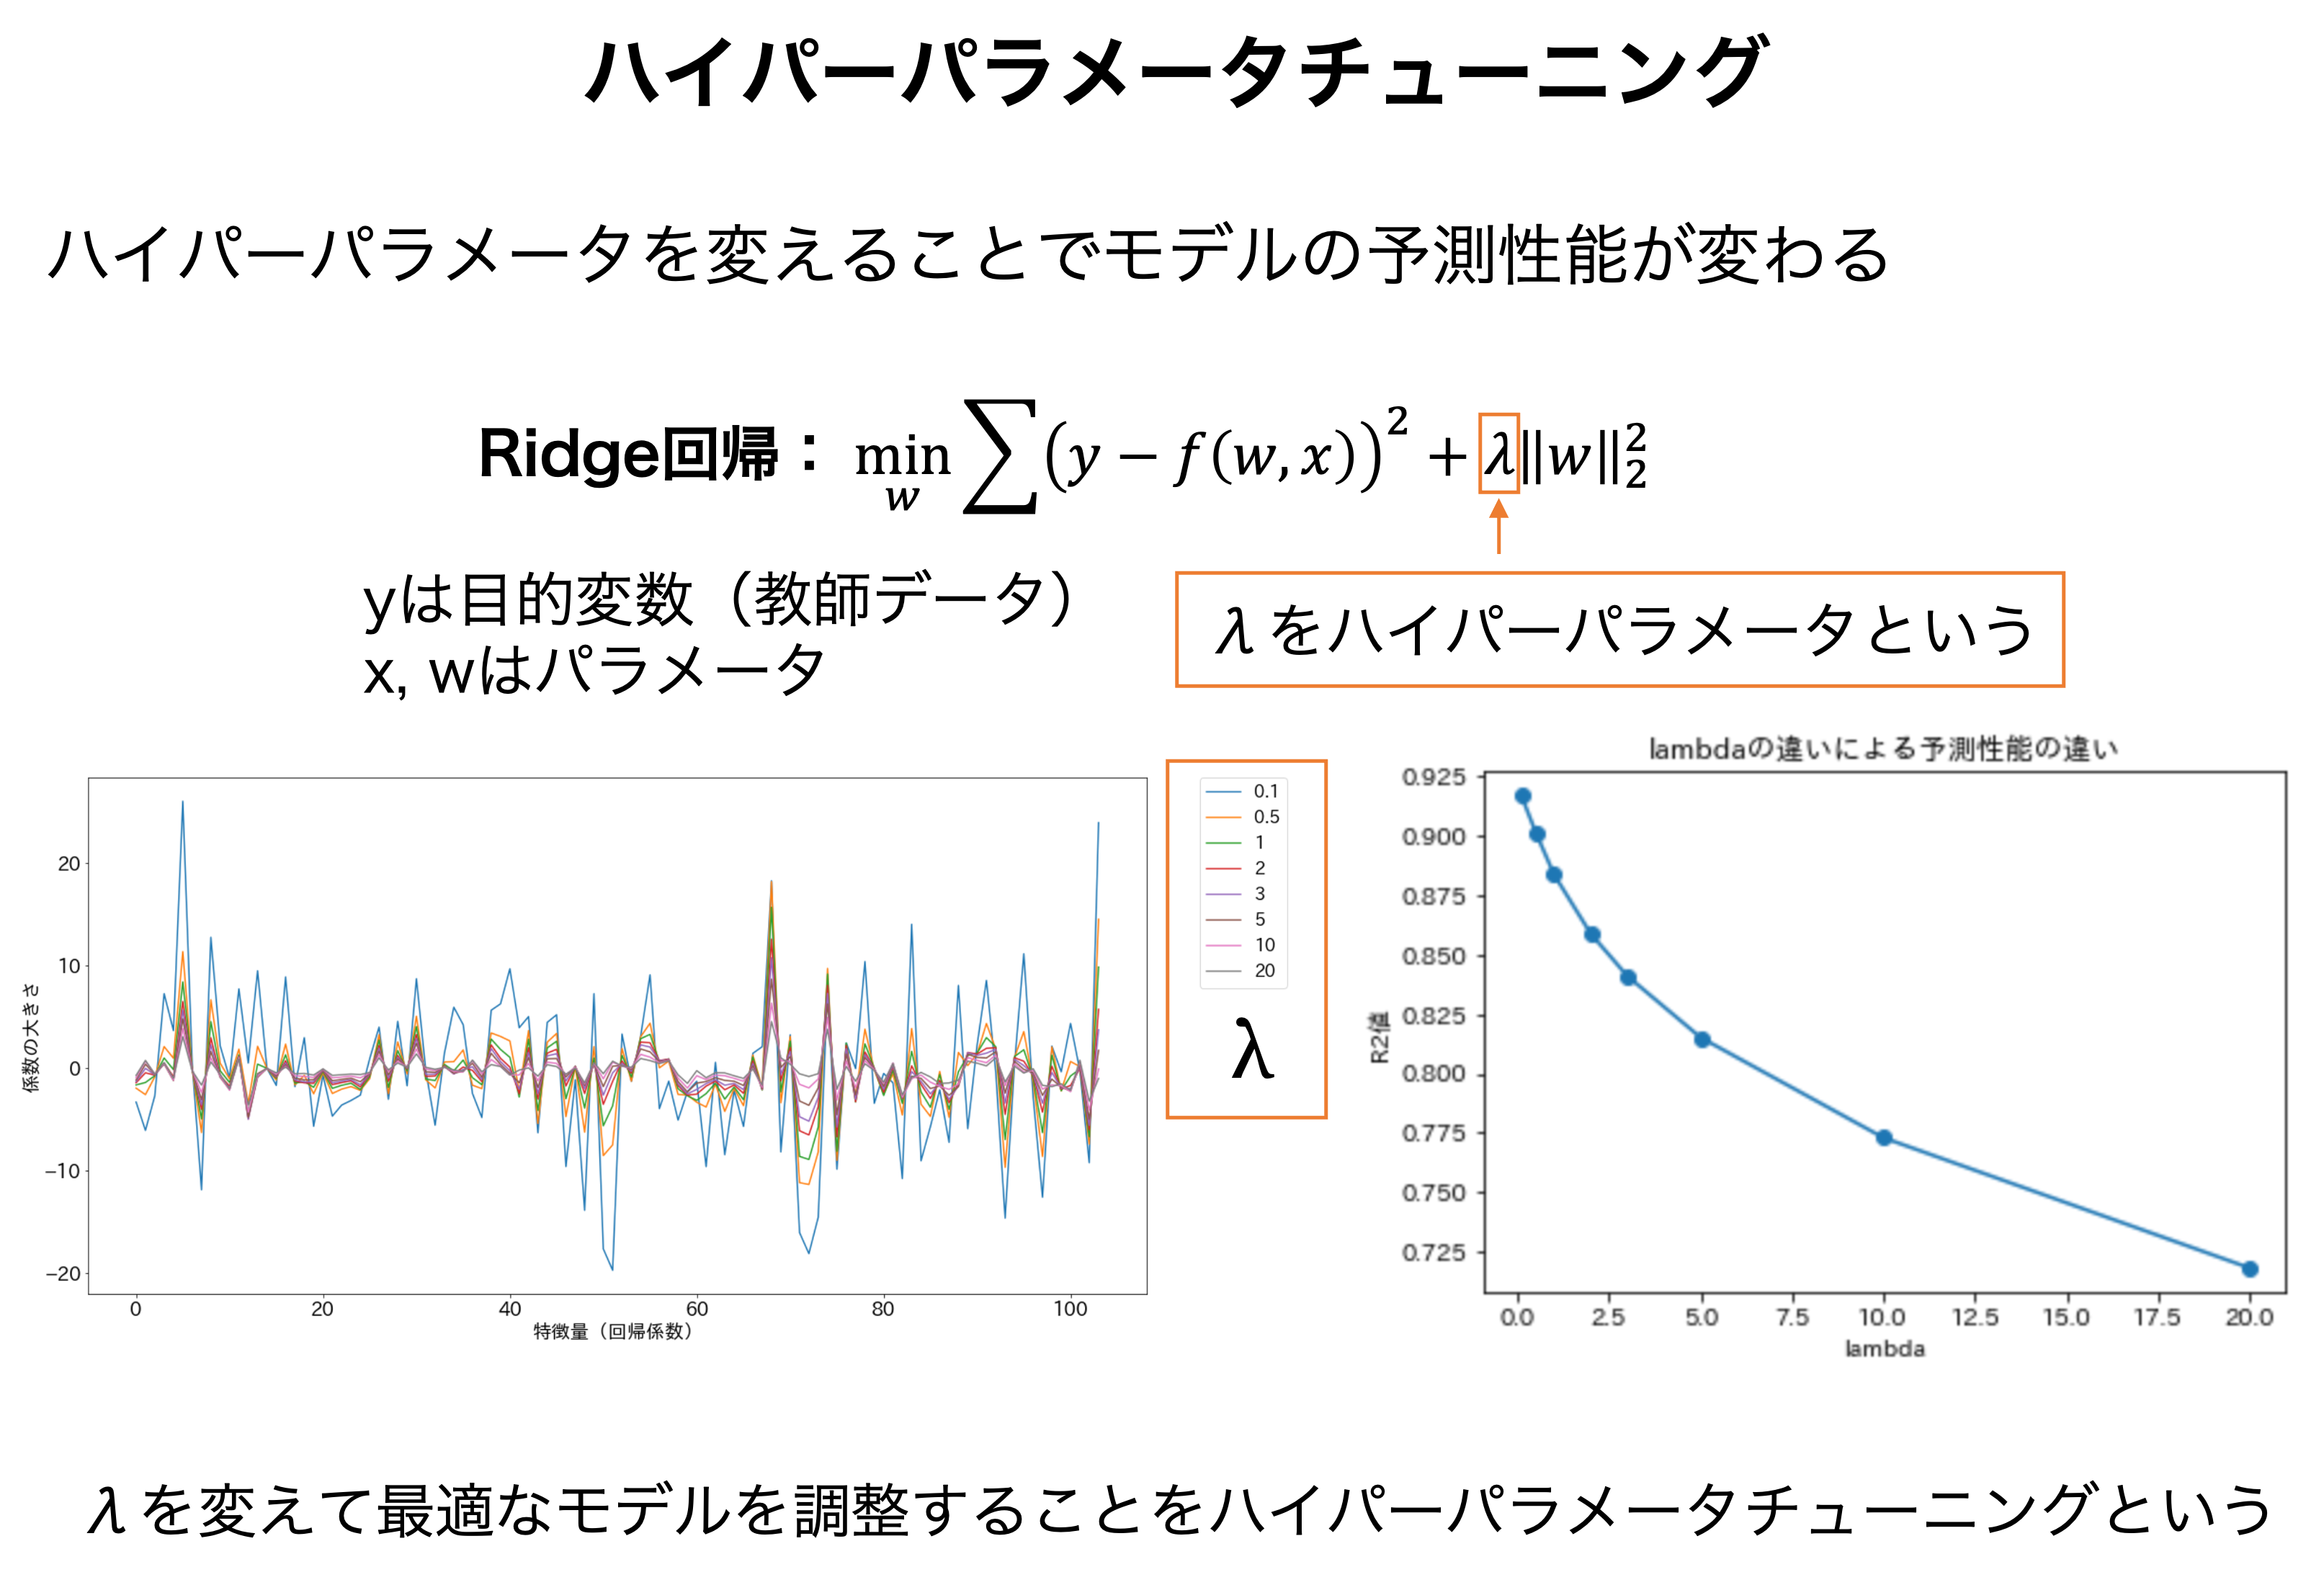 ハイパーパラメータチューニング
ハイパーパラメータを変えることでモデルの予測性能が変わる
Ridge回帰： min_w ∑(y − f(w, x))² + λ‖w‖₂²
yは目的変数（教師データ）
x, wはパラメータ
λをハイパーパラメータという
係数の大きさ
20
10
0
−10
−20
0 20 40 60 80 100
特徴量（回帰係数）
0.1
0.5
1
2
3
5
10
20
λ
lambdaの違いによる予測性能の違い
R2値
0.925
0.900
0.875
0.850
0.825
0.800
0.775
0.750
0.725
0.0 2.5 5.0 7.5 10.0 12.5 15.0 17.5 20.0
lambda
λを変えて最適なモデルを調整することをハイパーパラメータチューニングという